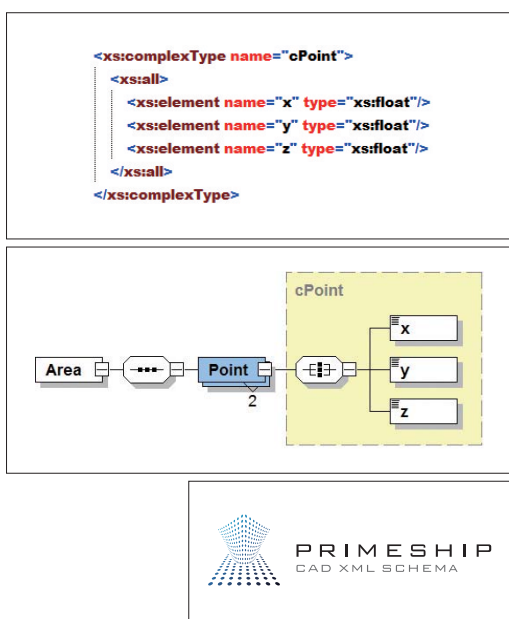 <xs:complexType name="cPoint">
<xs:all>
<xs:element name="x" type="xs:float"/>
<xs:element name="y" type="xs:float"/>
<xs:element name="z" type="xs:float"/>
</xs:all>
</xs:complexType>
cPoint
x
Area
Point
y
2
z
PRIMESHIP
CAD XML SCHEMA